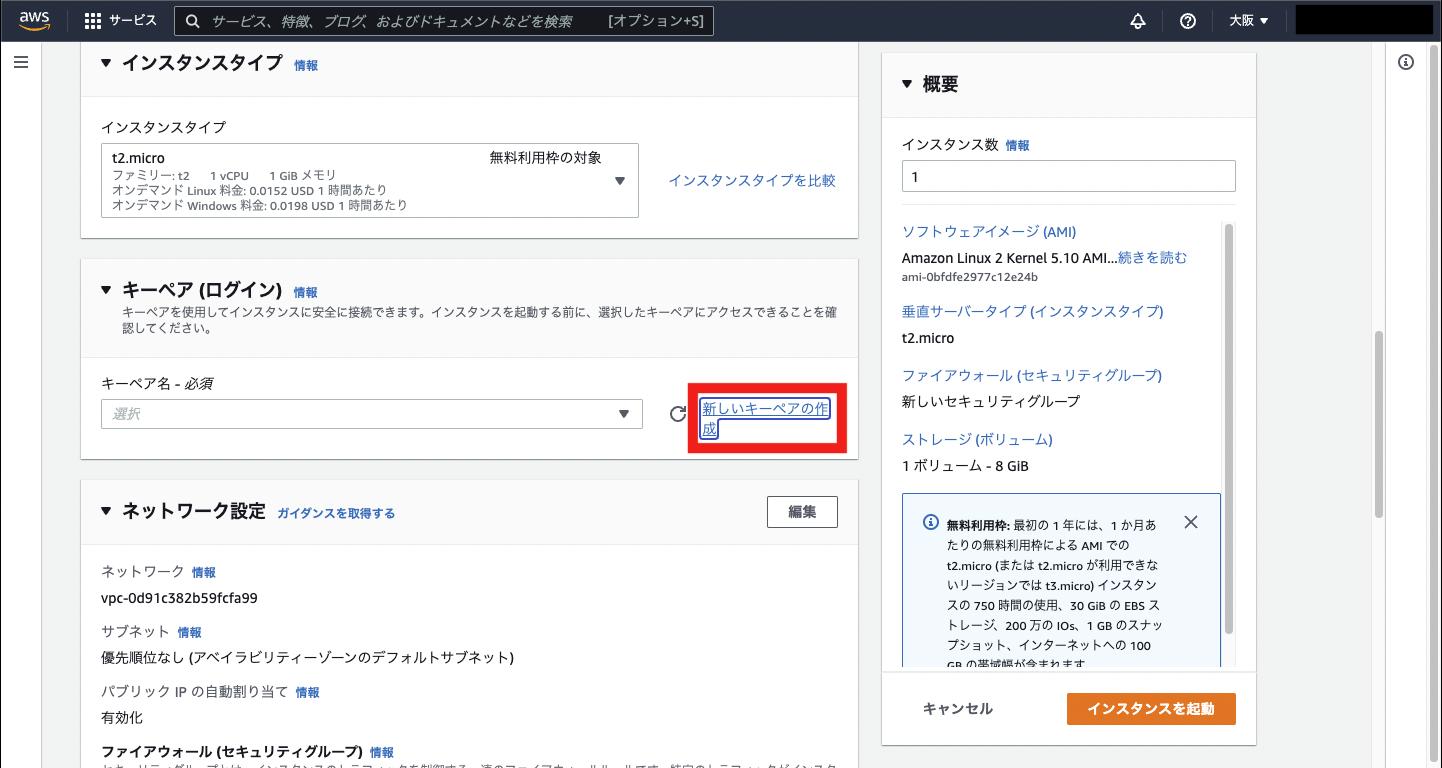 aws
サービス
サービス、特徴、ブログ、およびドキュメントなどを検索
[オプション+S]
大阪
インスタンスタイプ 情報
インスタンスタイプ
t2.micro 無料利用枠の対象
ファミリー: t2 1 vCPU 1 GiB メモリ
オンデマンド Linux 料金: 0.0152 USD 1 時間あたり
オンデマンド Windows 料金: 0.0198 USD 1 時間あたり
インスタンスタイプを比較
キーペア (ログイン) 情報
キーペアを使用してインスタンスに安全に接続できます。インスタンスを起動する前に、選択したキーペアにアクセスできることを確
認してください。
キーペア名 - 必須
選択
新しいキーペアの作
成
ネットワーク設定 ガイダンスを取得する
編集
ネットワーク 情報
vpc-0d91c382b59fcfa99
サブネット 情報
優先順位なし (アベイラビリティーゾーンのデフォルトサブネット)
パブリック IP の自動割り当て 情報
有効化
ファイアウォール (セキュリティグループ) 情報
概要
インスタンス数 情報
1
ソフトウェアイメージ (AMI)
Amazon Linux 2 Kernel 5.10 AMI...続きを読む
ami-0bfdfe2977c12e24b
垂直サーバータイプ (インスタンスタイプ)
t2.micro
ファイアウォール (セキュリティグループ)
新しいセキュリティグループ
ストレージ (ボリューム)
1 ボリューム - 8 GiB
無料利用枠: 最初の 1 年には、1 か月あ
たりの無料利用枠による AMI での
t2.micro (または t2.micro が利用できな
いリージョンでは t3.micro) インスタン
スの 750 時間の使用、30 GiB の EBS ス
トレージ、200 万の IOs、1 GB のスナッ
プショット、インターネットへの 100
GB の帯域幅が含まれます
キャンセル
インスタンスを起動